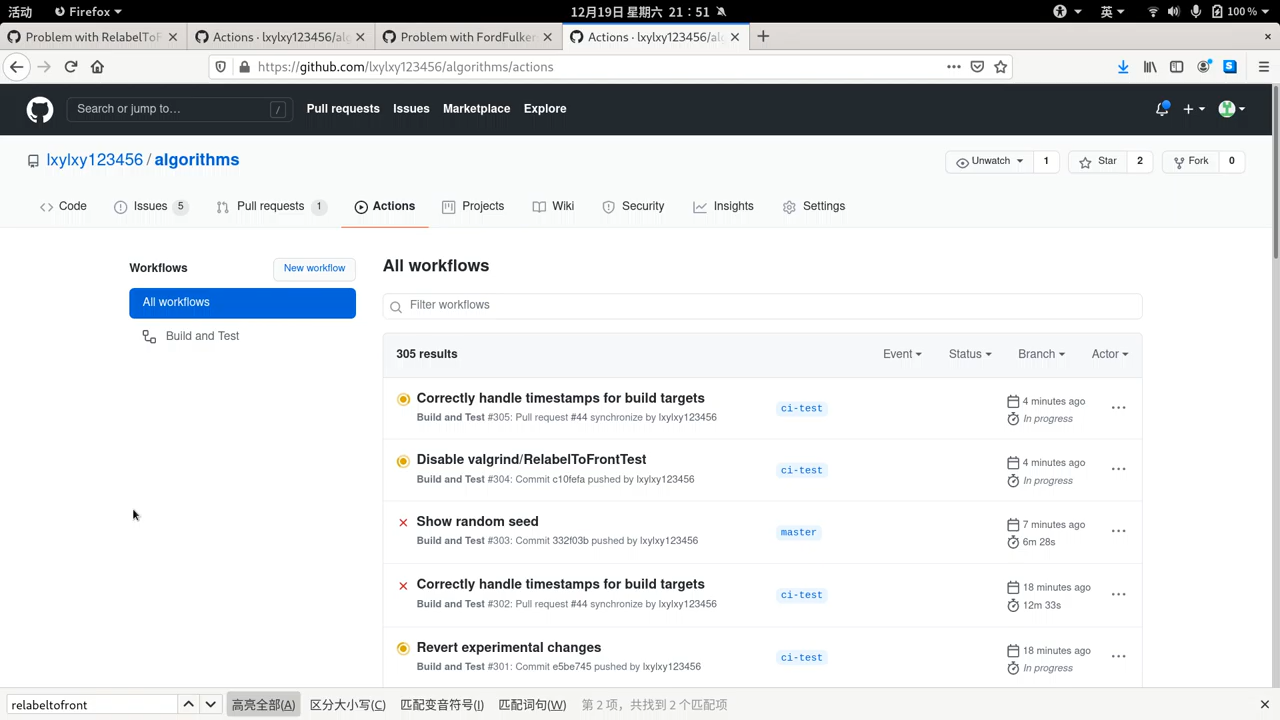 活动 Firefox 12月19日 星期六 21：51 英 100 %
Problem with RelabelToF Actions · lxylxy123456/alg Problem with FordFulker Actions · lxylxy123456/alg
https://github.com/lxylxy123456/algorithms/actions
Search or jump to… / Pull requests Issues Marketplace Explore
lxylxy123456 / algorithms Unwatch 1 Star 2 Fork 0
Code Issues 5 Pull requests 1 Actions Projects Wiki Security Insights Settings
Workflows New workflow
All workflows
Build and Test
All workflows
Filter workflows
305 results Event Status Branch Actor
Correctly handle timestamps for build targets
Build and Test #305: Pull request #44 synchronize by lxylxy123456
ci-test
4 minutes ago
In progress
Disable valgrind/RelabelToFrontTest
Build and Test #304: Commit c10fefa pushed by lxylxy123456
ci-test
4 minutes ago
In progress
Show random seed
Build and Test #303: Commit 332f03b pushed by lxylxy123456
master
7 minutes ago
6m 28s
Correctly handle timestamps for build targets
Build and Test #302: Pull request #44 synchronize by lxylxy123456
ci-test
18 minutes ago
12m 33s
Revert experimental changes
Build and Test #301: Commit e5be745 pushed by lxylxy123456
ci-test
18 minutes ago
In progress
relabeltofront 高亮全部(A) 区分大小写(C) 匹配变音符号(I) 匹配词句(W) 第 2 项，共找到 2 个匹配项